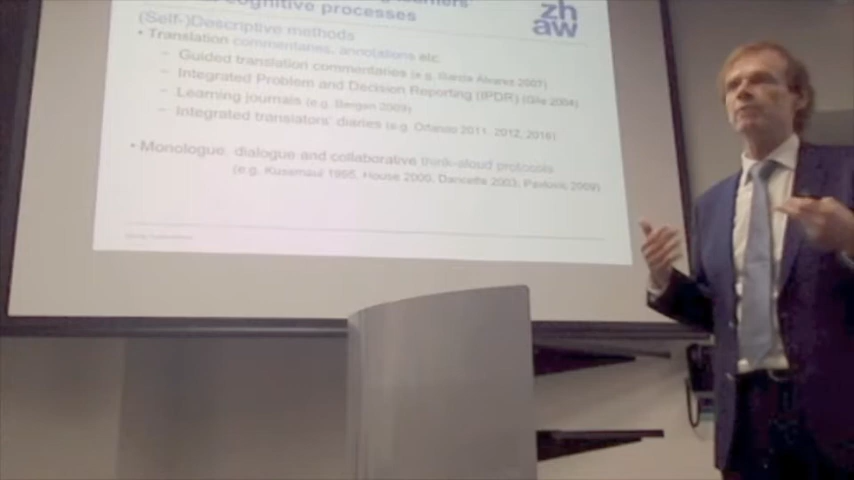 cognitive processes
zh
aw
(Self-)Descriptive methods
• Translation commentaries, annotations etc.
– Guided translation commentaries (e.g. García Álvarez 2007)
– Integrated Problem and Decision Reporting (IPDR) (Gile 2004)
– Learning journals (e.g. Bergen 2009)
– Integrated translators' diaries (e.g. Orlando 2011, 2012, 2016)
• Monologue, dialogue and collaborative think-aloud protocols
(e.g. Kussmaul 1995, House 2000, Dancette 2003; Pavlović 2009)